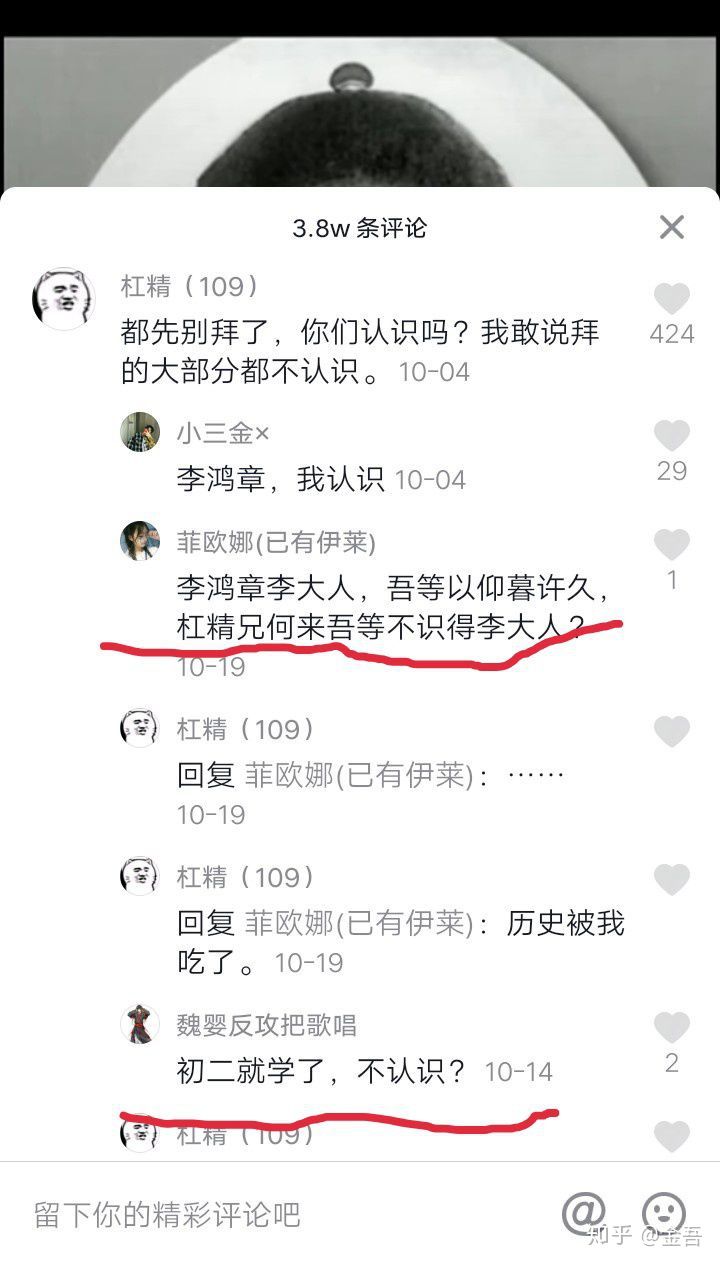 3.8w 条评论
杠精（109）
都先别拜了，你们认识吗？我敢说拜
的大部分都不认识。 10-04
424
小三金×
李鸿章，我认识 10-04
29
菲欧娜(已有伊莱)
李鸿章李大人，吾等以仰暮许久，
杠精兄何来吾等不识得李大人？
10-19
1
杠精（109）
回复 菲欧娜(已有伊莱)：……
10-19
杠精（109）
回复 菲欧娜(已有伊莱)：历史被我
吃了。 10-19
魏婴反攻把歌唱
初二就学了，不认识？ 10-14
2
杠精（109）
留下你的精彩评论吧
@
知乎 @金吾